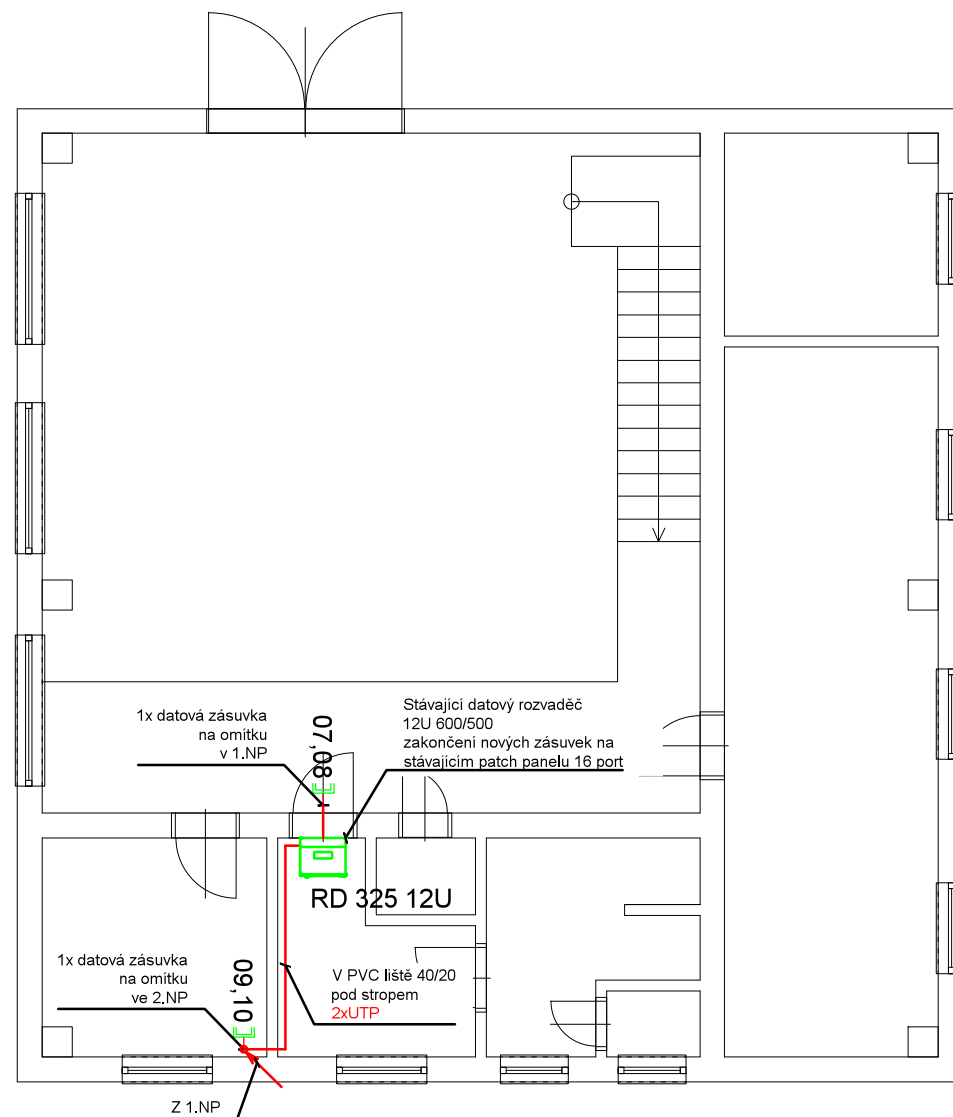 1x datová zásuvka
na omítku
v 1.NP
07,08
Stávající datový rozvaděč
12U 600/500
zakončení nových zásuvek na
stávajícím patch panelu 16 port
RD 325 12U
1x datová zásuvka
na omítku
ve 2.NP
09,10
V PVC liště 40/20
pod stropem
2xUTP
Z 1.NP